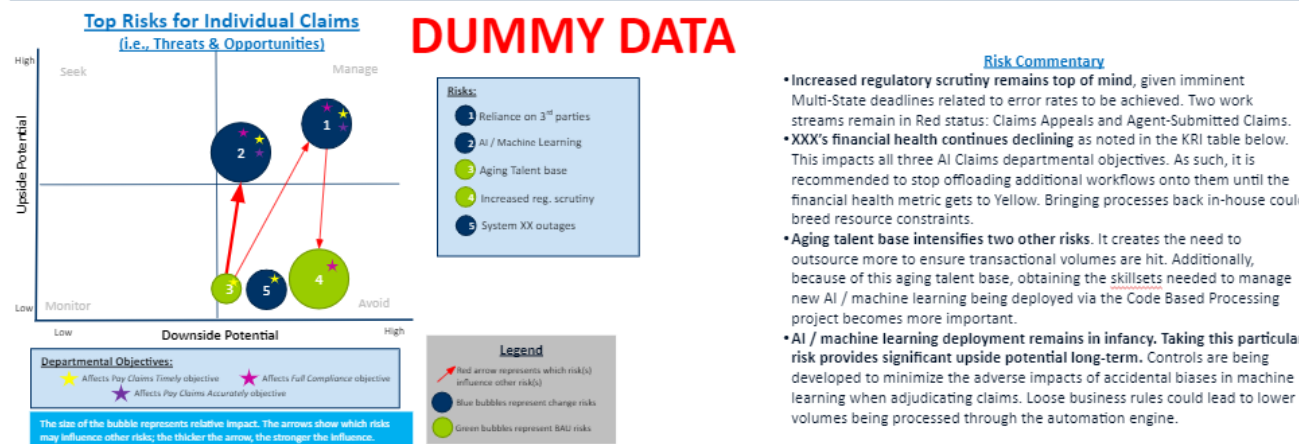 Top Risks for Individual Claims
(i.e., Threats & Opportunities)
DUMMY DATA
High
Seek
Manage
Upside Potential
1
2
3
5
4
Low
Monitor
Avoid
Low
Downside Potential
High
Risks:
1 Reliance on 3rd parties
2 AI / Machine Learning
3 Aging Talent base
4 Increased reg. scrutiny
5 System XX outages
Departmental Objectives:
Affects Pay Claims Timely objective
Affects Full Compliance objective
Affects Pay Claims Accurately objective
The size of the bubble represents relative impact. The arrows show which risks
may influence other risks; the thicker the arrow, the stronger the influence.
Legend
Red arrow represents which risk(s)
influence other risk(s)
Blue bubbles represent change risks
Green bubbles represent BAU risks
Risk Commentary
•Increased regulatory scrutiny remains top of mind, given imminent
Multi-State deadlines related to error rates to be achieved. Two work
streams remain in Red status: Claims Appeals and Agent-Submitted Claims.
•XXX's financial health continues declining as noted in the KRI table below.
This impacts all three AI Claims departmental objectives. As such, it is
recommended to stop offloading additional workflows onto them until the
financial health metric gets to Yellow. Bringing processes back in-house coul
breed resource constraints.
•Aging talent base intensifies two other risks. It creates the need to
outsource more to ensure transactional volumes are hit. Additionally,
because of this aging talent base, obtaining the skillsets needed to manage
new AI / machine learning being deployed via the Code Based Processing
project becomes more important.
•AI / machine learning deployment remains in infancy. Taking this particula
risk provides significant upside potential long-term. Controls are being
developed to minimize the adverse impacts of accidental biases in machine
learning when adjudicating claims. Loose business rules could lead to lower
volumes being processed through the automation engine.